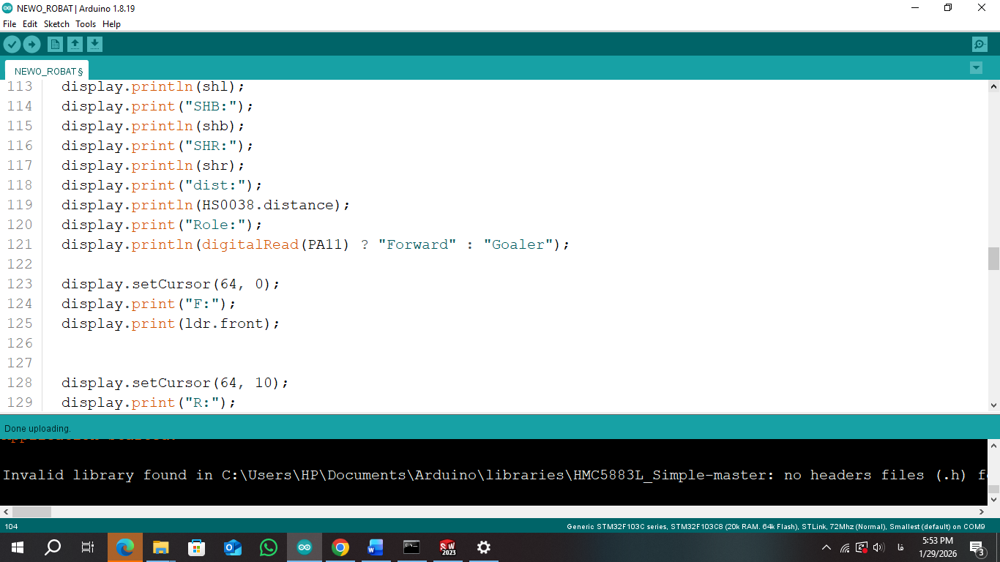 NEWO_ROBAT | Arduino 1.8.19
File Edit Sketch Tools Help
NEWO_ROBAT §
113 display.println(shl);
114 display.print("SHB:");
115 display.println(shb);
116 display.print("SHR:");
117 display.println(shr);
118 display.print("dist:");
119 display.println(HS0038.distance);
120 display.print("Role:");
121 display.println(digitalRead(PA11) ? "Forward" : "Goaler");
122
123 display.setCursor(64, 0);
124 display.print("F:");
125 display.print(ldr.front);
126
127
128 display.setCursor(64, 10);
129 display.print("R:");
Done uploading.
Invalid library found in C:\Users\HP\Documents\Arduino\libraries\HMC5883L_Simple-master: no headers files (.h) f
104 Generic STM32F103C series, STM32F103C8 (20k RAM. 64k Flash), STLink, 72Mhz (Normal), Smallest (default) on COM9
SW 2023
فا
5:53 PM
1/29/2026
3